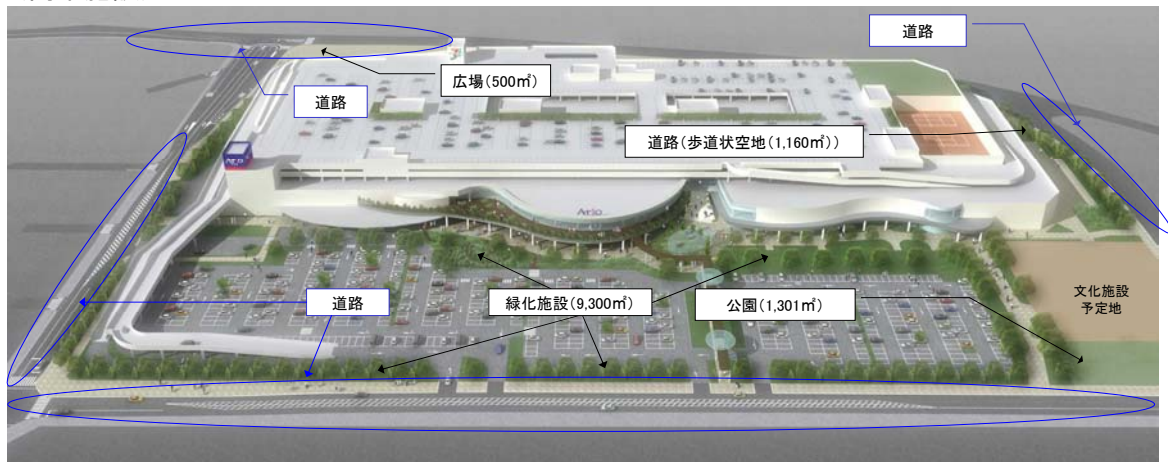 道路
広場(500㎡)
道路
道路(歩道状空地(1,160㎡))
Ario
道路
緑化施設(9,300㎡)
公園(1,301㎡)
文化施設
予定地